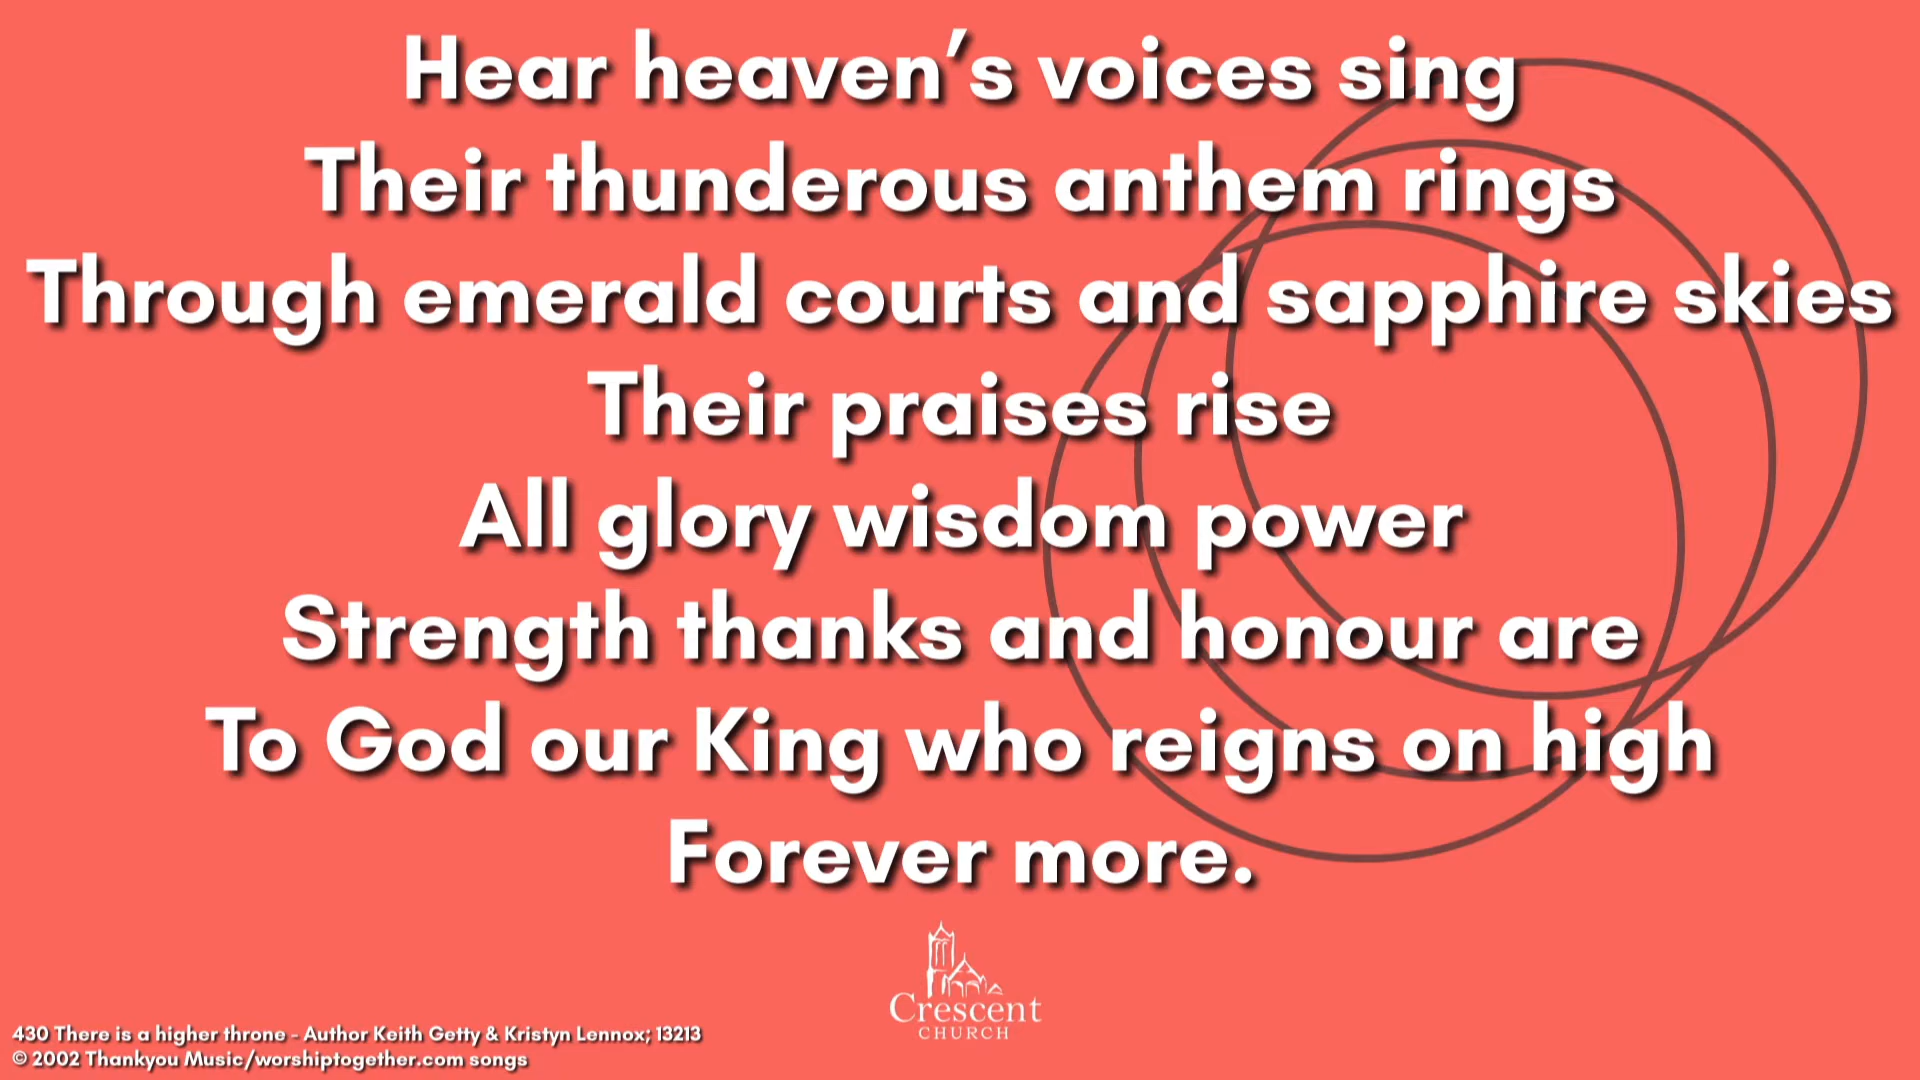 Hear heaven’s voices sing
Their thunderous anthem rings
Through emerald courts and sapphire skies
Their praises rise
All glory wisdom power
Strength thanks and honour are
To God our King who reigns on high
Forever more.
Crescent
CHURCH
430 There is a higher throne - Author Keith Getty & Kristyn Lennox; 13213
© 2002 Thankyou Music/worshiptogether.com songs